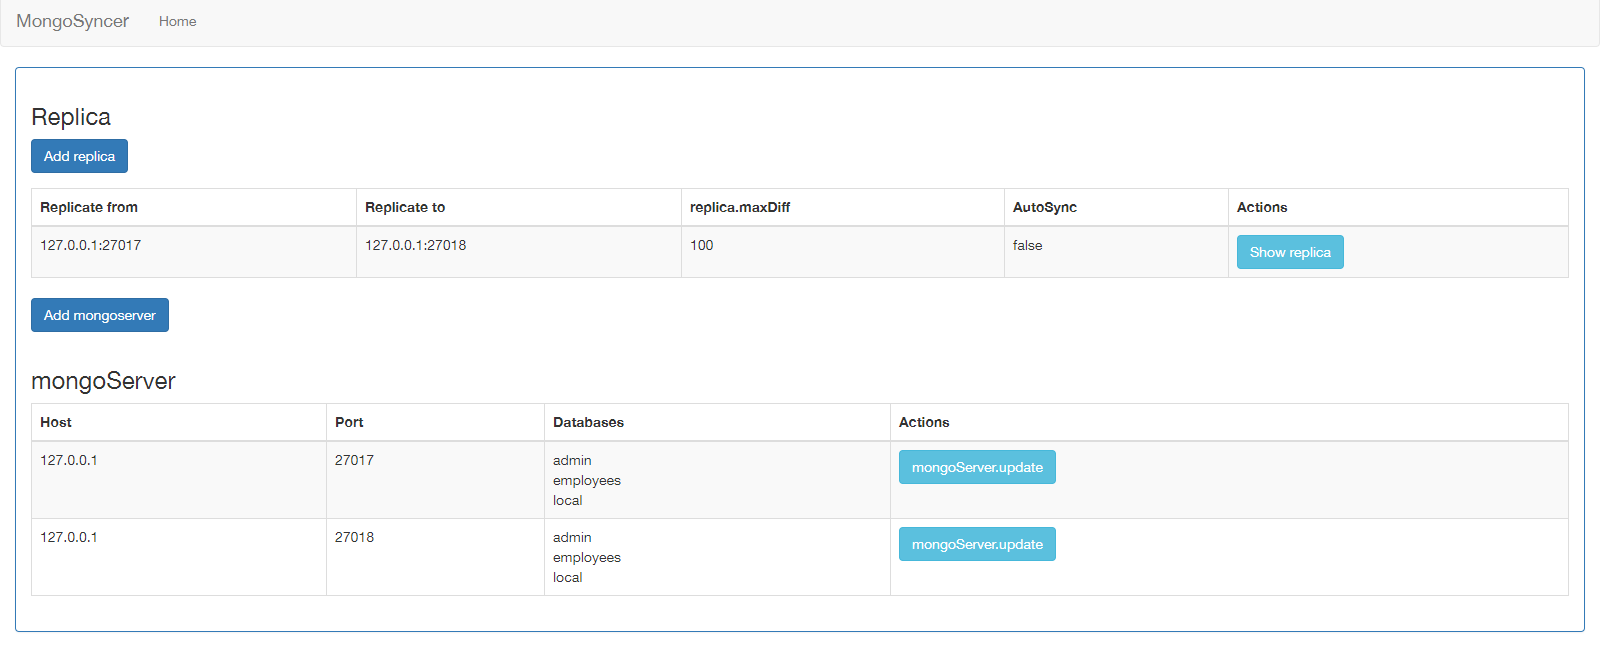 MongoSyncer Home
Replica
Add replica
Replicate from Replicate to replica.maxDiff AutoSync Actions
127.0.0.1:27017 127.0.0.1:27018 100 false Show replica
Add mongoserver
mongoServer
Host Port Databases Actions
127.0.0.1 27017 admin mongoServer.update
employees
local
127.0.0.1 27018 admin mongoServer.update
employees
local